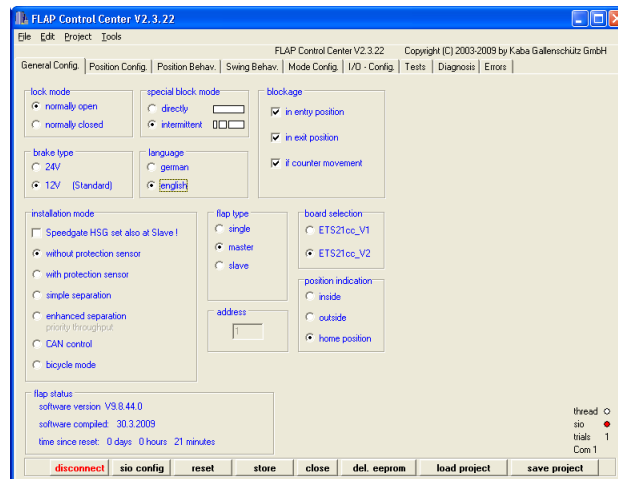 FLAP Control Center V2.3.22
File Edit Project Tools
FLAP Control Center V2.3.22 Copyright (C) 2003-2009 by Kaba Gallenschütz GmbH
General Config. Position Config. Position Behav. Swing Behav. Mode Config. I/O - Config. Tests Diagnosis Errors
lock mode
normally open
normally closed
special block mode
directly
intermittent
blockage
in entry position
in exit position
if counter movement
brake type
24V
12V (Standard)
language
german
english
installation mode
Speedgate HSG set also at Slave !
without protection sensor
with protection sensor
simple separation
enhanced separation
priority throughput
CAN control
bicycle mode
flap type
single
master
slave
address
1
board selection
ETS21cc_V1
ETS21cc_V2
position indication
inside
outside
home position
flap status
software version V9.8.44.0
software compiled: 30.3.2009
time since reset: 0 days 0 hours 21 minutes
thread
sio
trials 1
Com 1
disconnect sio config reset store close del. eeprom load project save project